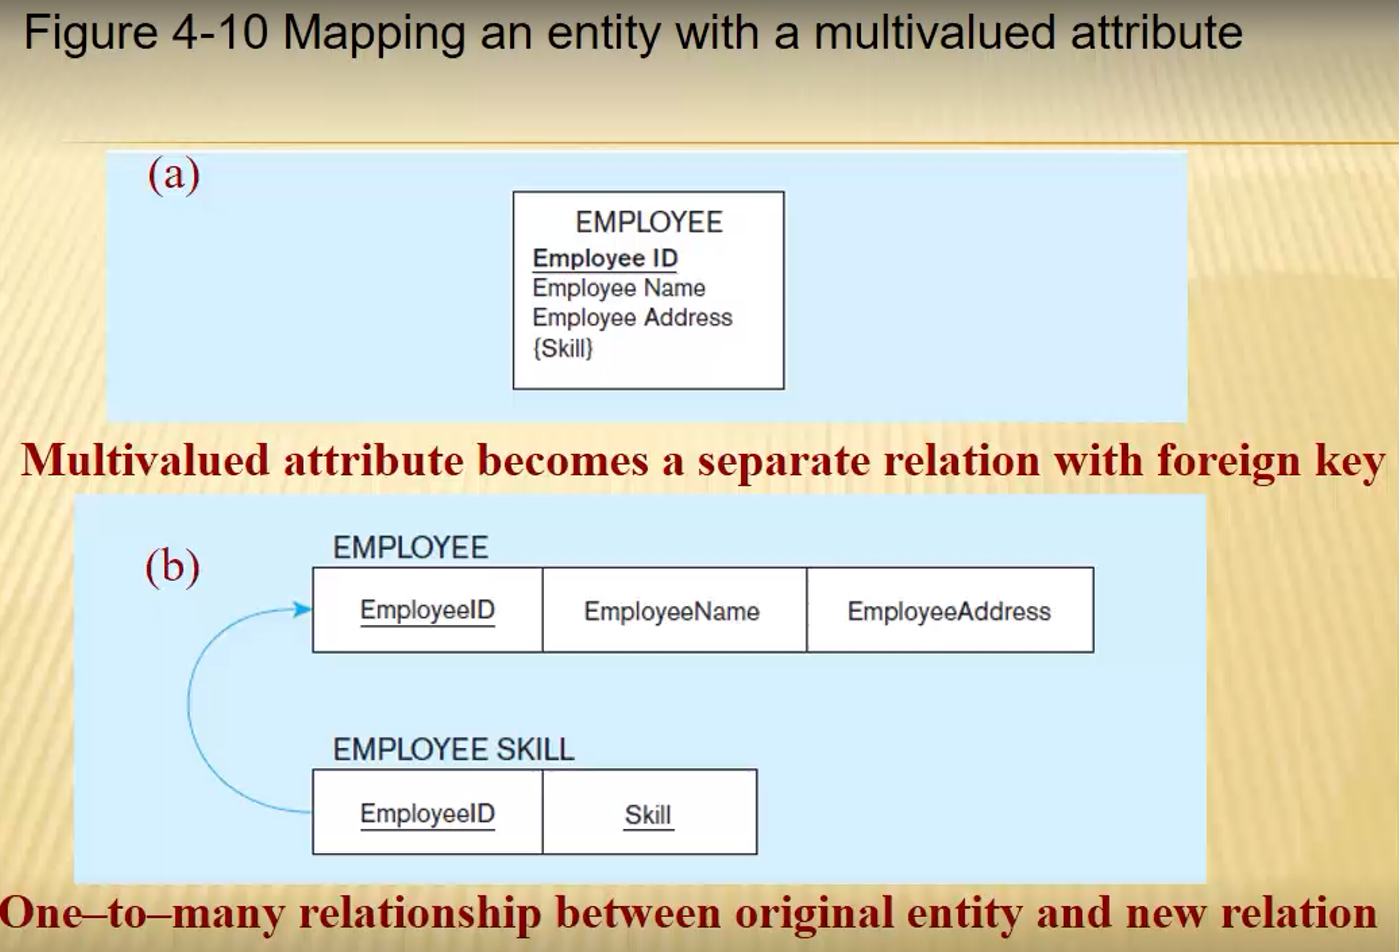 Figure 4-10 Mapping an entity with a multivalued attribute
(a)
EMPLOYEE
Employee ID
Employee Name
Employee Address
{Skill}
Multivalued attribute becomes a separate relation with foreign key
(b)
EMPLOYEE
EmployeeID EmployeeName EmployeeAddress
EMPLOYEE SKILL
EmployeeID Skill
One–to–many relationship between original entity and new relation